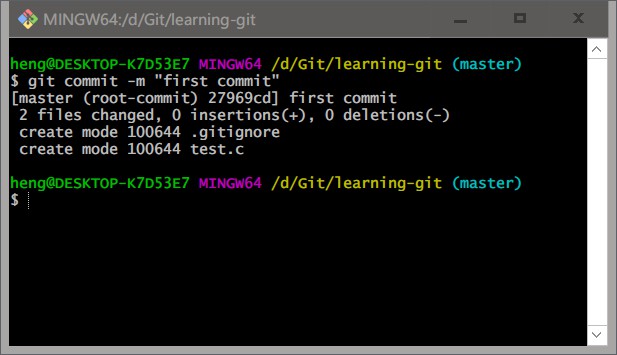 MINGW64:/d/Git/learning-git
heng@DESKTOP-K7D53E7 MINGW64 /d/Git/learning-git (master)
$ git commit -m "first commit"
[master (root-commit) 27969cd] first commit
 2 files changed, 0 insertions(+), 0 deletions(-)
 create mode 100644 .gitignore
 create mode 100644 test.c
heng@DESKTOP-K7D53E7 MINGW64 /d/Git/learning-git (master)
$